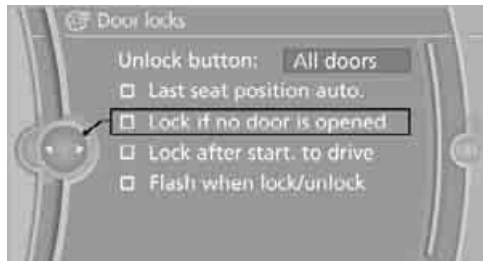 Door locks
Unlock button: All doors
Last seat position auto.
Lock if no door is opened
Lock after start. to drive
Flash when lock/unlock